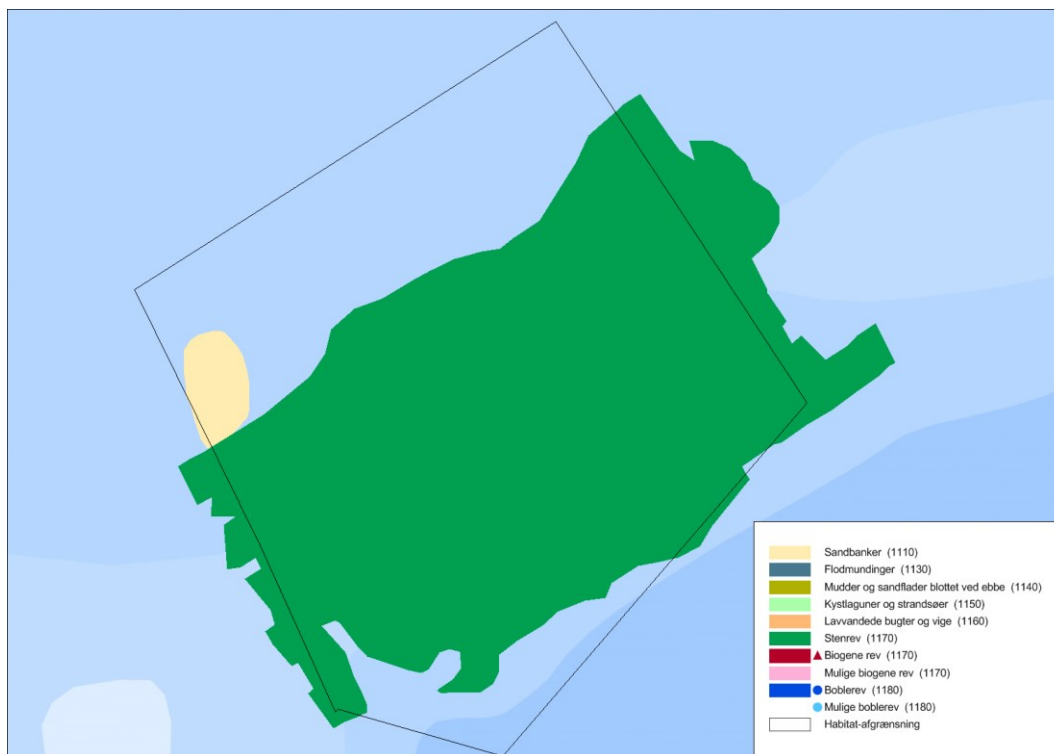 Sandbanker (1110)
Flodmundinger (1130)
Mudder og sandflader blottet ved ebbe (1140)
Kystlaguner og strandsøer (1150)
Lavvandede bugter og vige (1160)
Stenrev (1170)
Biogene rev (1170)
Mulige biogene rev (1170)
Boblerev (1180)
Mulige boblerev (1180)
Habitat-afgrænsning